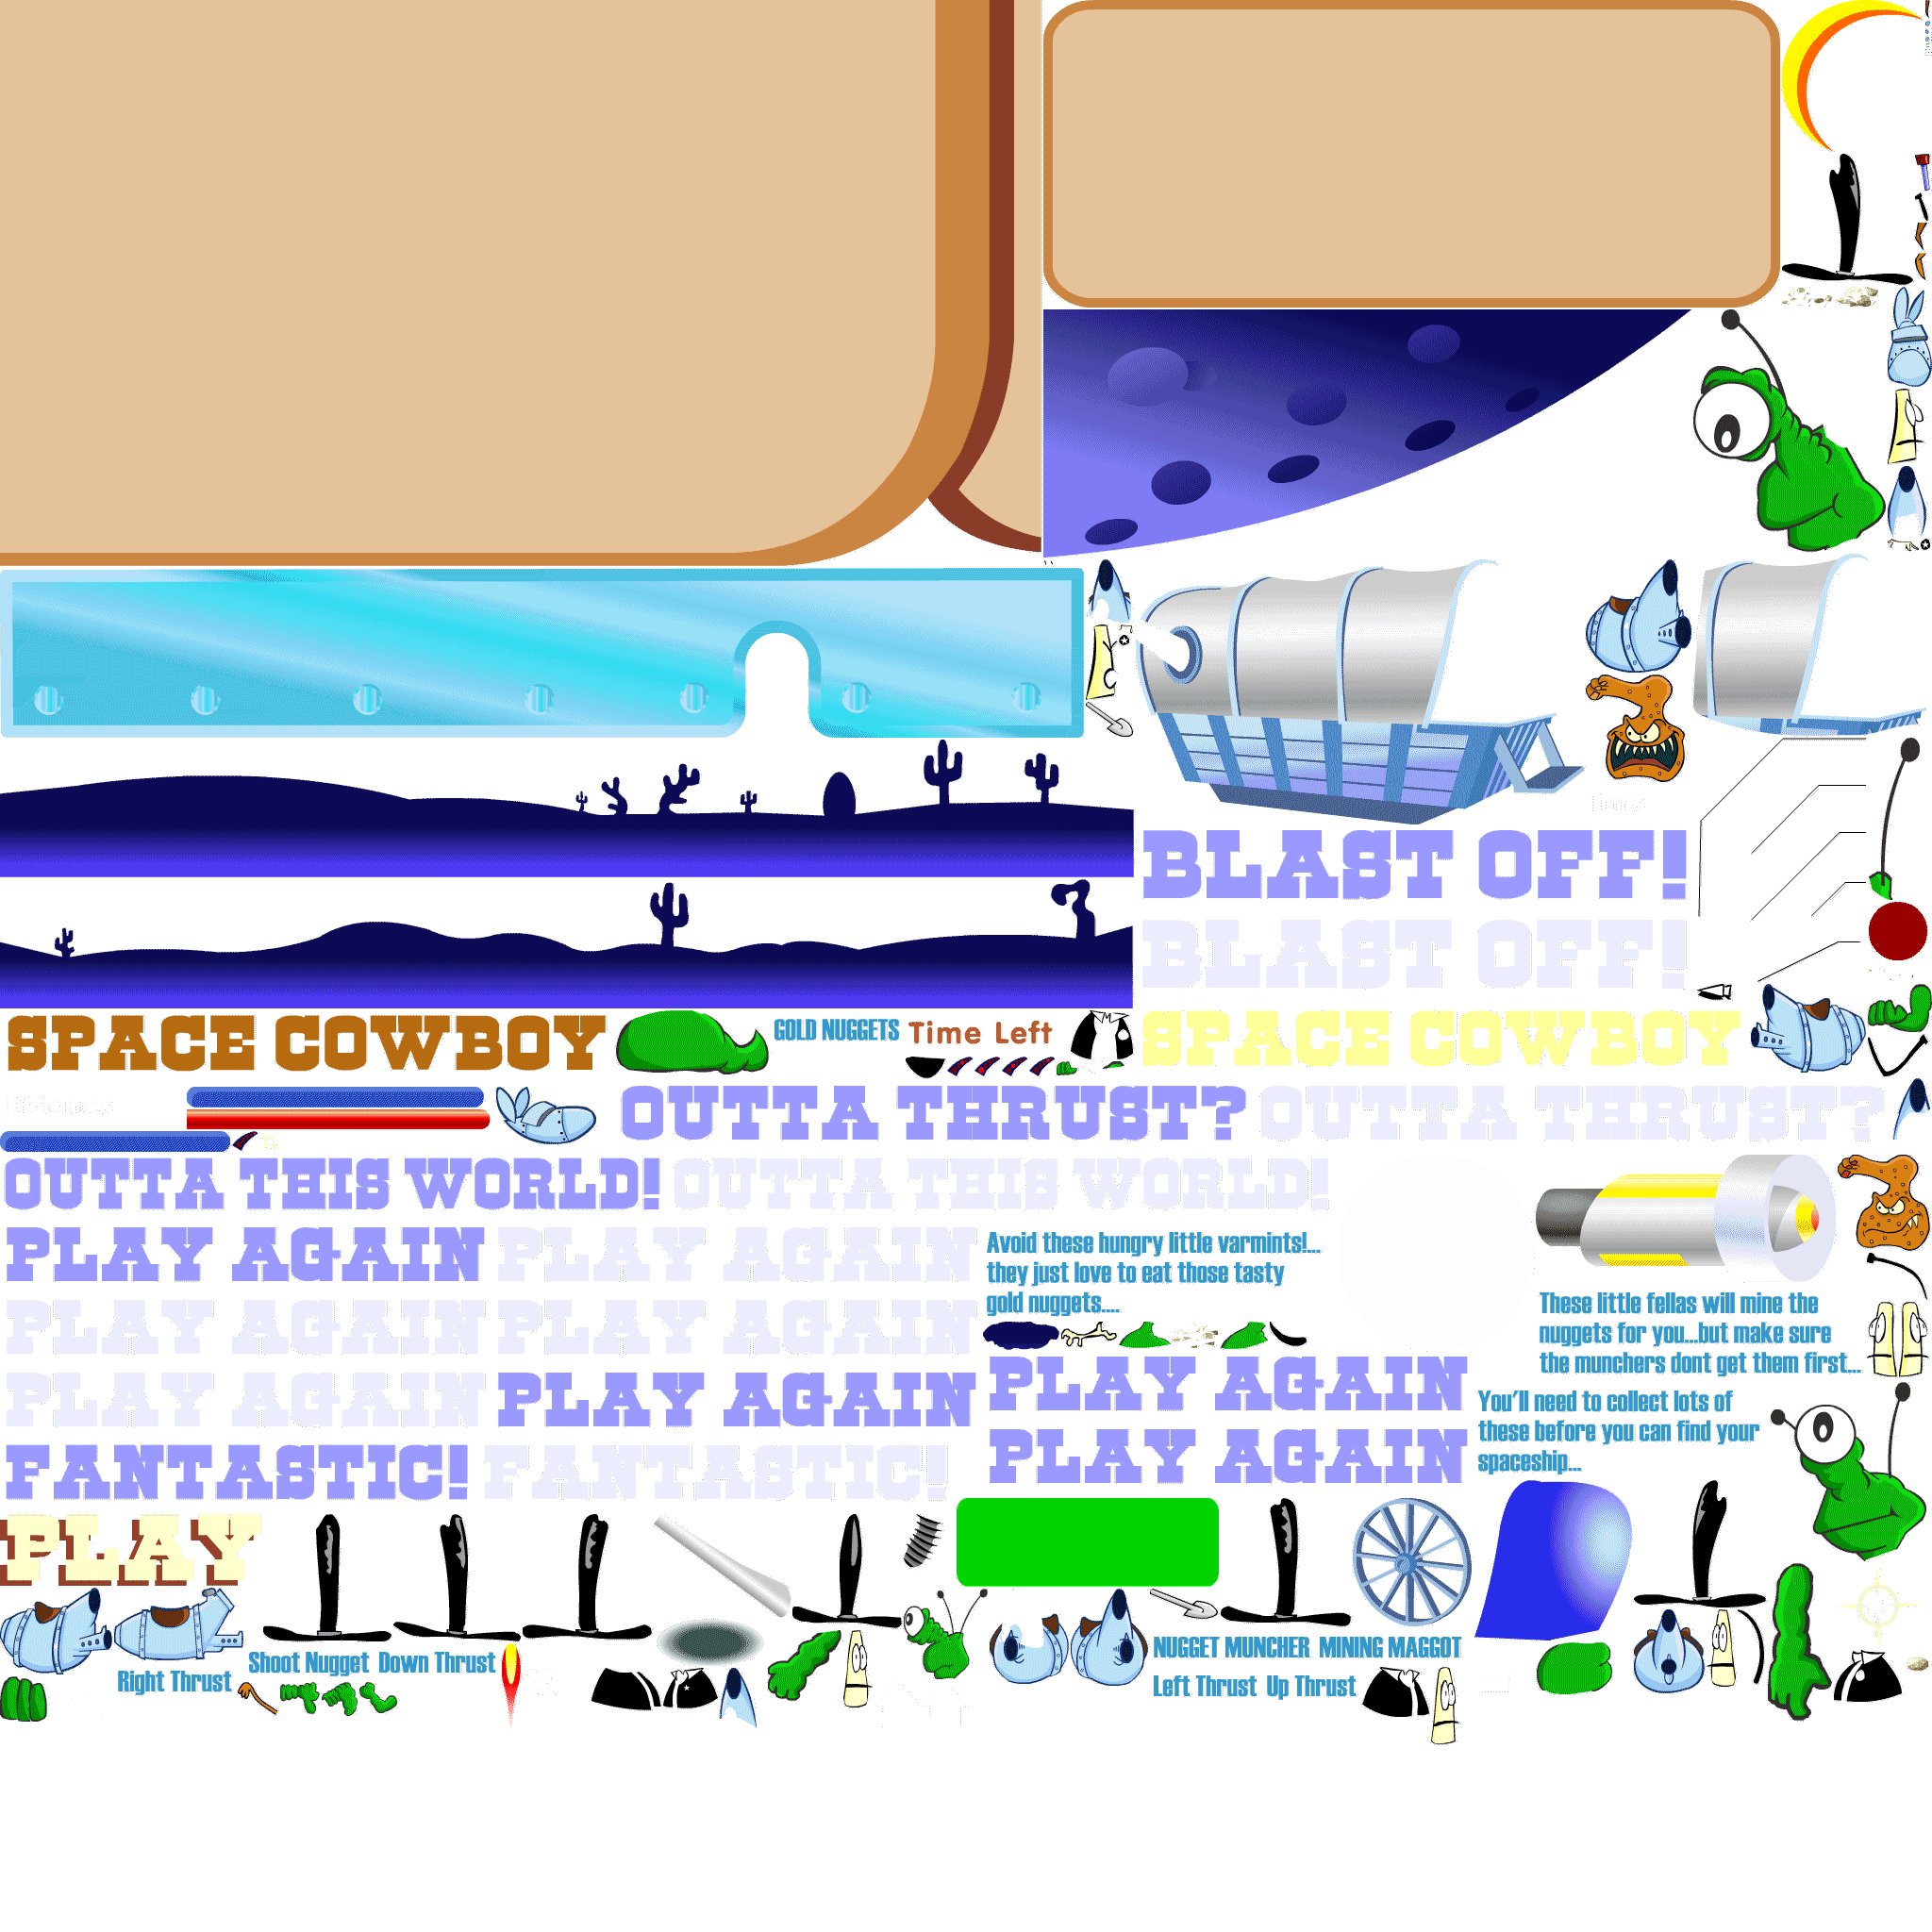 BLAST OFF!
BLAST OFF!
SPACE COWBOY
GOLD NUGGETS
Time Left
SPACE COWBOY
OUTTA THRUST?
OUTTA THRUST?
OUTTA THIS WORLD!
OUTTA THIS WORLD!
PLAY AGAIN
PLAY AGAIN
Avoid these hungry little varmints!...
they just love to eat those tasty
gold nuggets....
These little fellas will mine the
nuggets for you...but make sure
the munchers dont get them first...
PLAY AGAIN
PLAY AGAIN
PLAY AGAIN
PLAY AGAIN
PLAY AGAIN
PLAY AGAIN
You'll need to collect lots of
these before you can find your
spaceship...
FANTASTIC!
FANTASTIC!
PLAY
Shoot Nugget
Down Thrust
Right Thrust
NUGGET MUNCHER
MINING MAGGOT
Left Thrust
Up Thrust